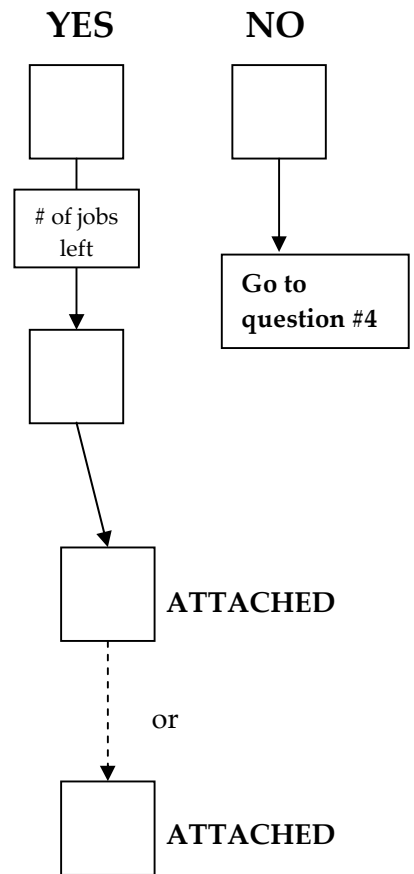 YES NO
# of jobs
left
Go to
question #4
ATTACHED
or
ATTACHED